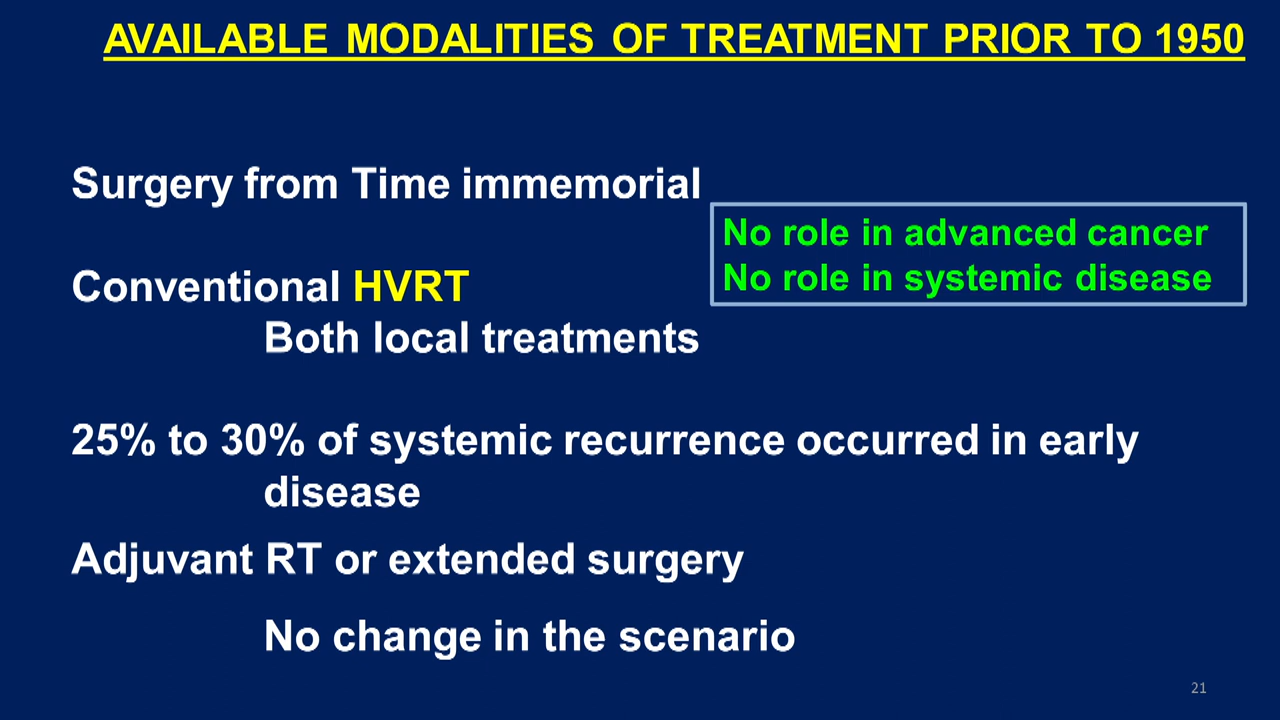 AVAILABLE MODALITIES OF TREATMENT PRIOR TO 1950
Surgery from Time immemorial
No role in advanced cancer
No role in systemic disease
Conventional HVRT
Both local treatments
25% to 30% of systemic recurrence occurred in early
disease
Adjuvant RT or extended surgery
No change in the scenario
21